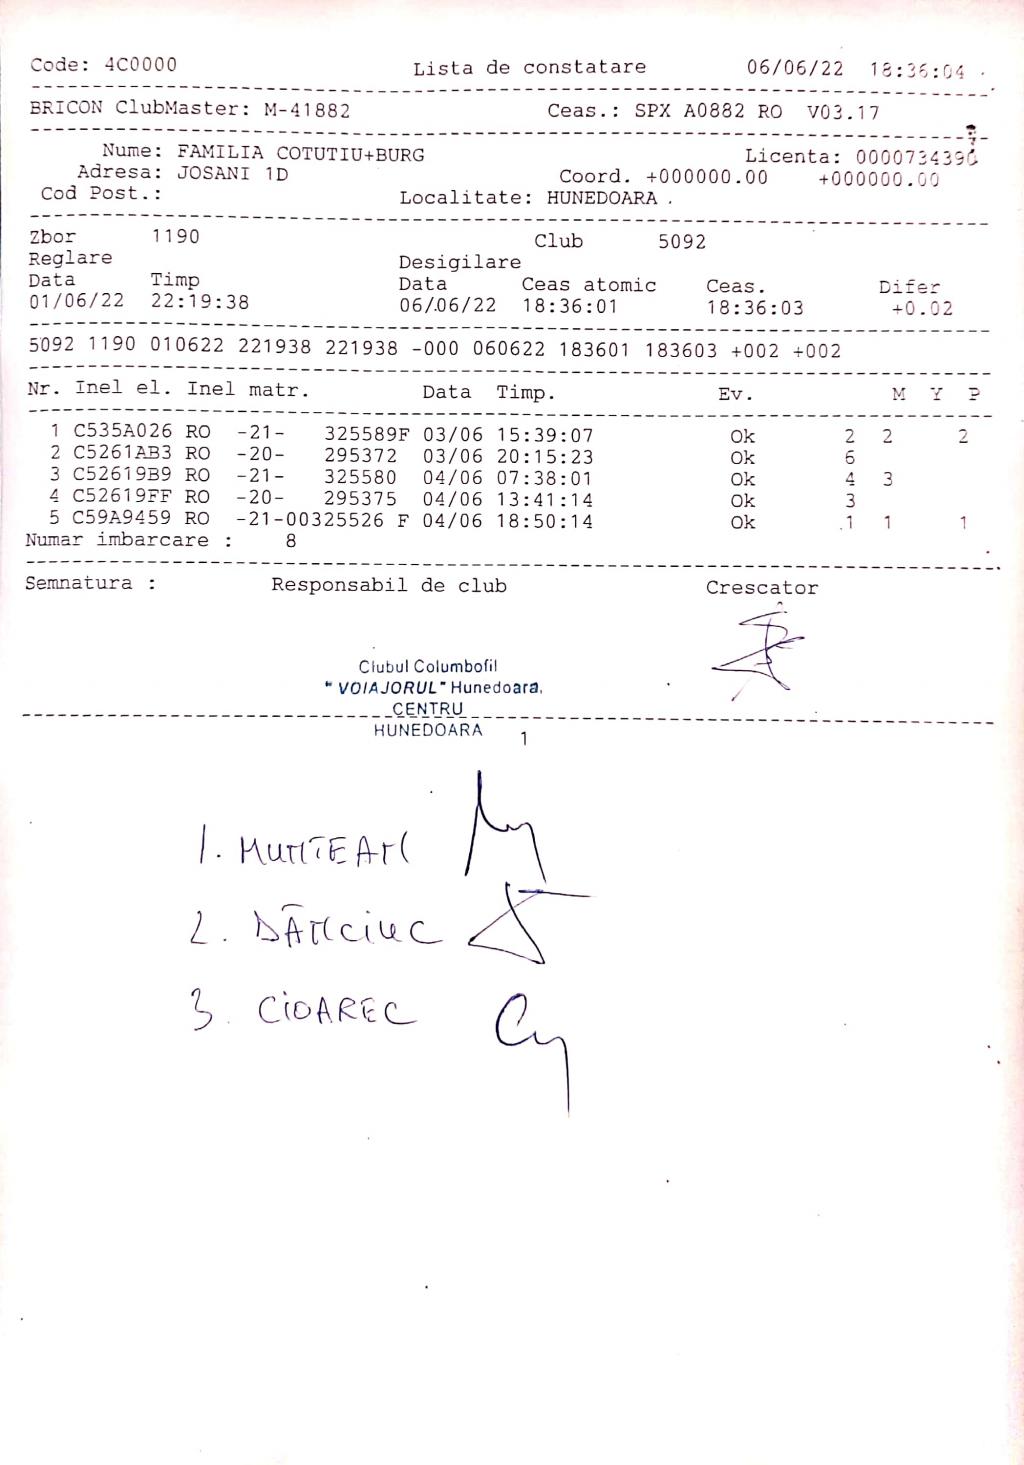 Code: 4C0000 Lista de constatare 06/06/22 18:36:04
BRICON ClubMaster: M-41882 Ceas.: SPX A0882 RO V03.17
Nume: FAMILIA COTUTIU+BURG Licenta: 0000734390
Adresa: JOSANI 1D Coord. +000000.00 +000000.00
Cod Post.: Localitate: HUNEDOARA .
Zbor 1190 Club 5092
Reglare Desigilare
Data Timp Data Ceas atomic Ceas. Difer
01/06/22 22:19:38 06/06/22 18:36:01 18:36:03 +0.02
5092 1190 010622 221938 221938 -000 060622 183601 183603 +002 +002
Nr. Inel el. Inel matr. Data Timp. Ev. M Y P
1 C535A026 RO -21- 325589F 03/06 15:39:07 Ok 2 2 2
2 C5261AB3 RO -20- 295372 03/06 20:15:23 Ok 6
3 C52619B9 RO -21- 325580 04/06 07:38:01 Ok 4 3
4 C52619FF RO -20- 295375 04/06 13:41:14 Ok 3
5 C59A9459 RO -21-00325526 F 04/06 18:50:14 Ok 1 1 1
Numar imbarcare : 8
Semnatura : Responsabil de club Crescator
Clubul Columbofil
"VOIAJORUL" Hunedoara,
CENTRU
HUNEDOARA
1
1. MUNTEAN
2. DĀNCIUC
3. CIOAREC